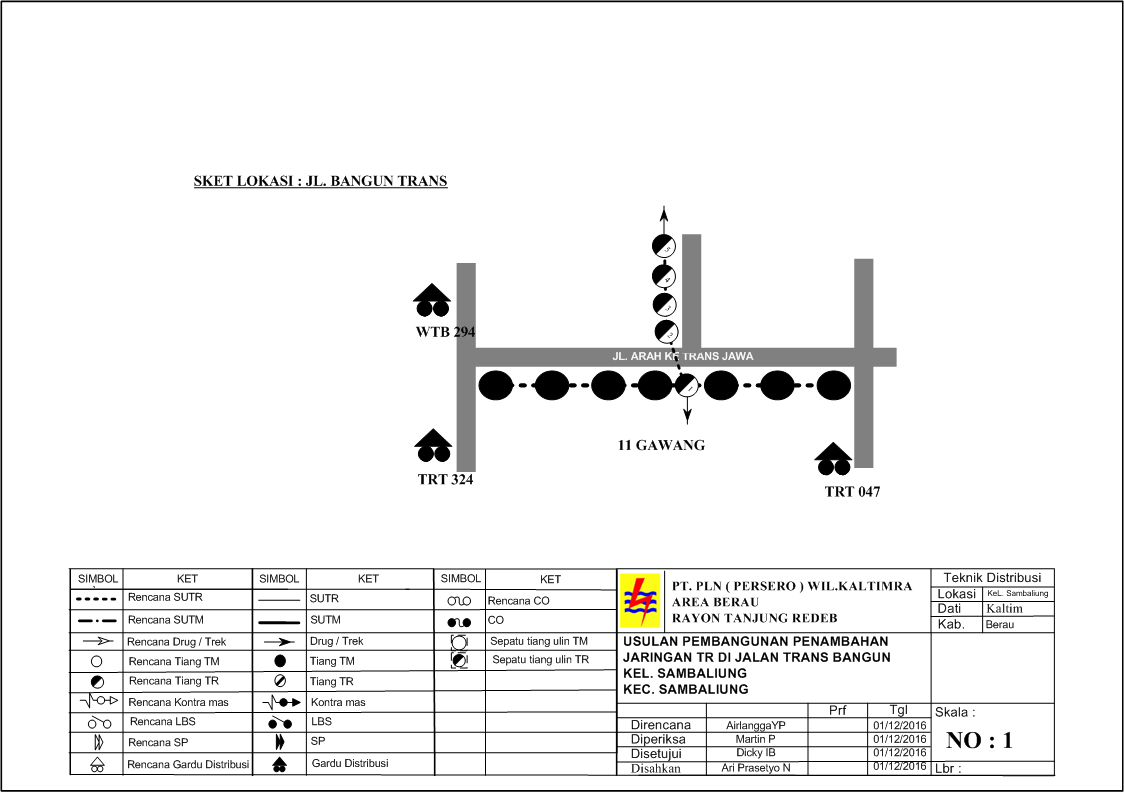 SKET LOKASI : JL. BANGUN TRANS
5
4
3
2
WTB 294
JL. ARAH KE TRANS JAWA
1
11 GAWANG
TRT 324
TRT 047
SIMBOL KET SIMBOL KET SIMBOL KET
Rencana SUTR SUTR Rencana CO
Rencana SUTM SUTM CO
Rencana Drug / Trek Drug / Trek Sepatu tiang ulin TM
Rencana Tiang TM Tiang TM Sepatu tiang ulin TR
Rencana Tiang TR Tiang TR
Rencana Kontra mas Kontra mas
Rencana LBS LBS
Rencana SP SP
Rencana Gardu Distribusi Gardu Distribusi
PT. PLN ( PERSERO ) WIL.KALTIMRA
AREA BERAU
RAYON TANJUNG REDEB
Teknik Distribusi
Lokasi KeL. Sambaliung
Dati Kaltim
Kab. Berau
USULAN PEMBANGUNAN PENAMBAHAN
JARINGAN TR DI JALAN TRANS BANGUN
KEL. SAMBALIUNG
KEC. SAMBALIUNG
Prf Tgl
Direncana AirlanggaYP 01/12/2016
Diperiksa Martin P 01/12/2016
Disetujui Dicky IB 01/12/2016
Disahkan Ari Prasetyo N 01/12/2016
Skala :
NO : 1
Lbr :